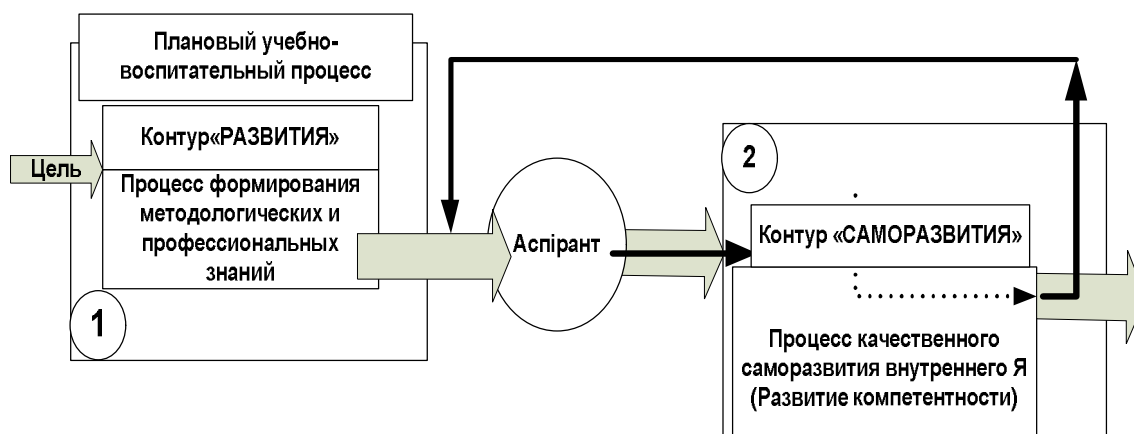 Плановый учебно-
воспитательный процесс
Контур«РАЗВИТИЯ»
Цель
Процесс формирования
методологических и
профессиональных
знаний
1
Аспірант
2
Контур «САМОРАЗВИТИЯ»
Процесс качественного
саморазвития внутреннего Я
(Развитие компетентности)